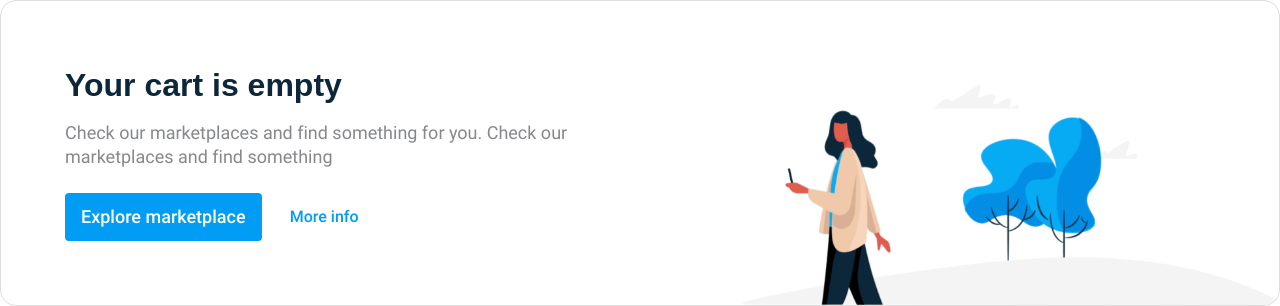 Your cart is empty
Check our marketplaces and find something for you. Check our
marketplaces and find something
Explore marketplace
More info